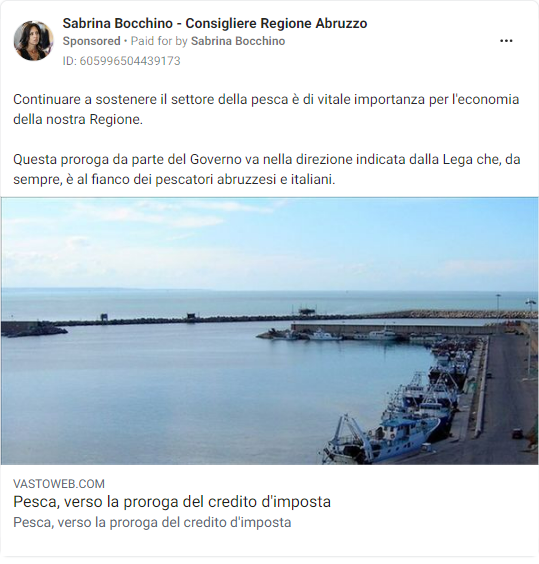 Sabrina Bocchino - Consigliere Regione Abruzzo
Sponsored • Paid for by Sabrina Bocchino
ID: 605996504439173
Continuare a sostenere il settore della pesca è di vitale importanza per l'economia
della nostra Regione.
Questa proroga da parte del Governo va nella direzione indicata dalla Lega che, da
sempre, è al fianco dei pescatori abruzzesi e italiani.
VASTOWEB.COM
Pesca, verso la proroga del credito d'imposta
Pesca, verso la proroga del credito d'imposta